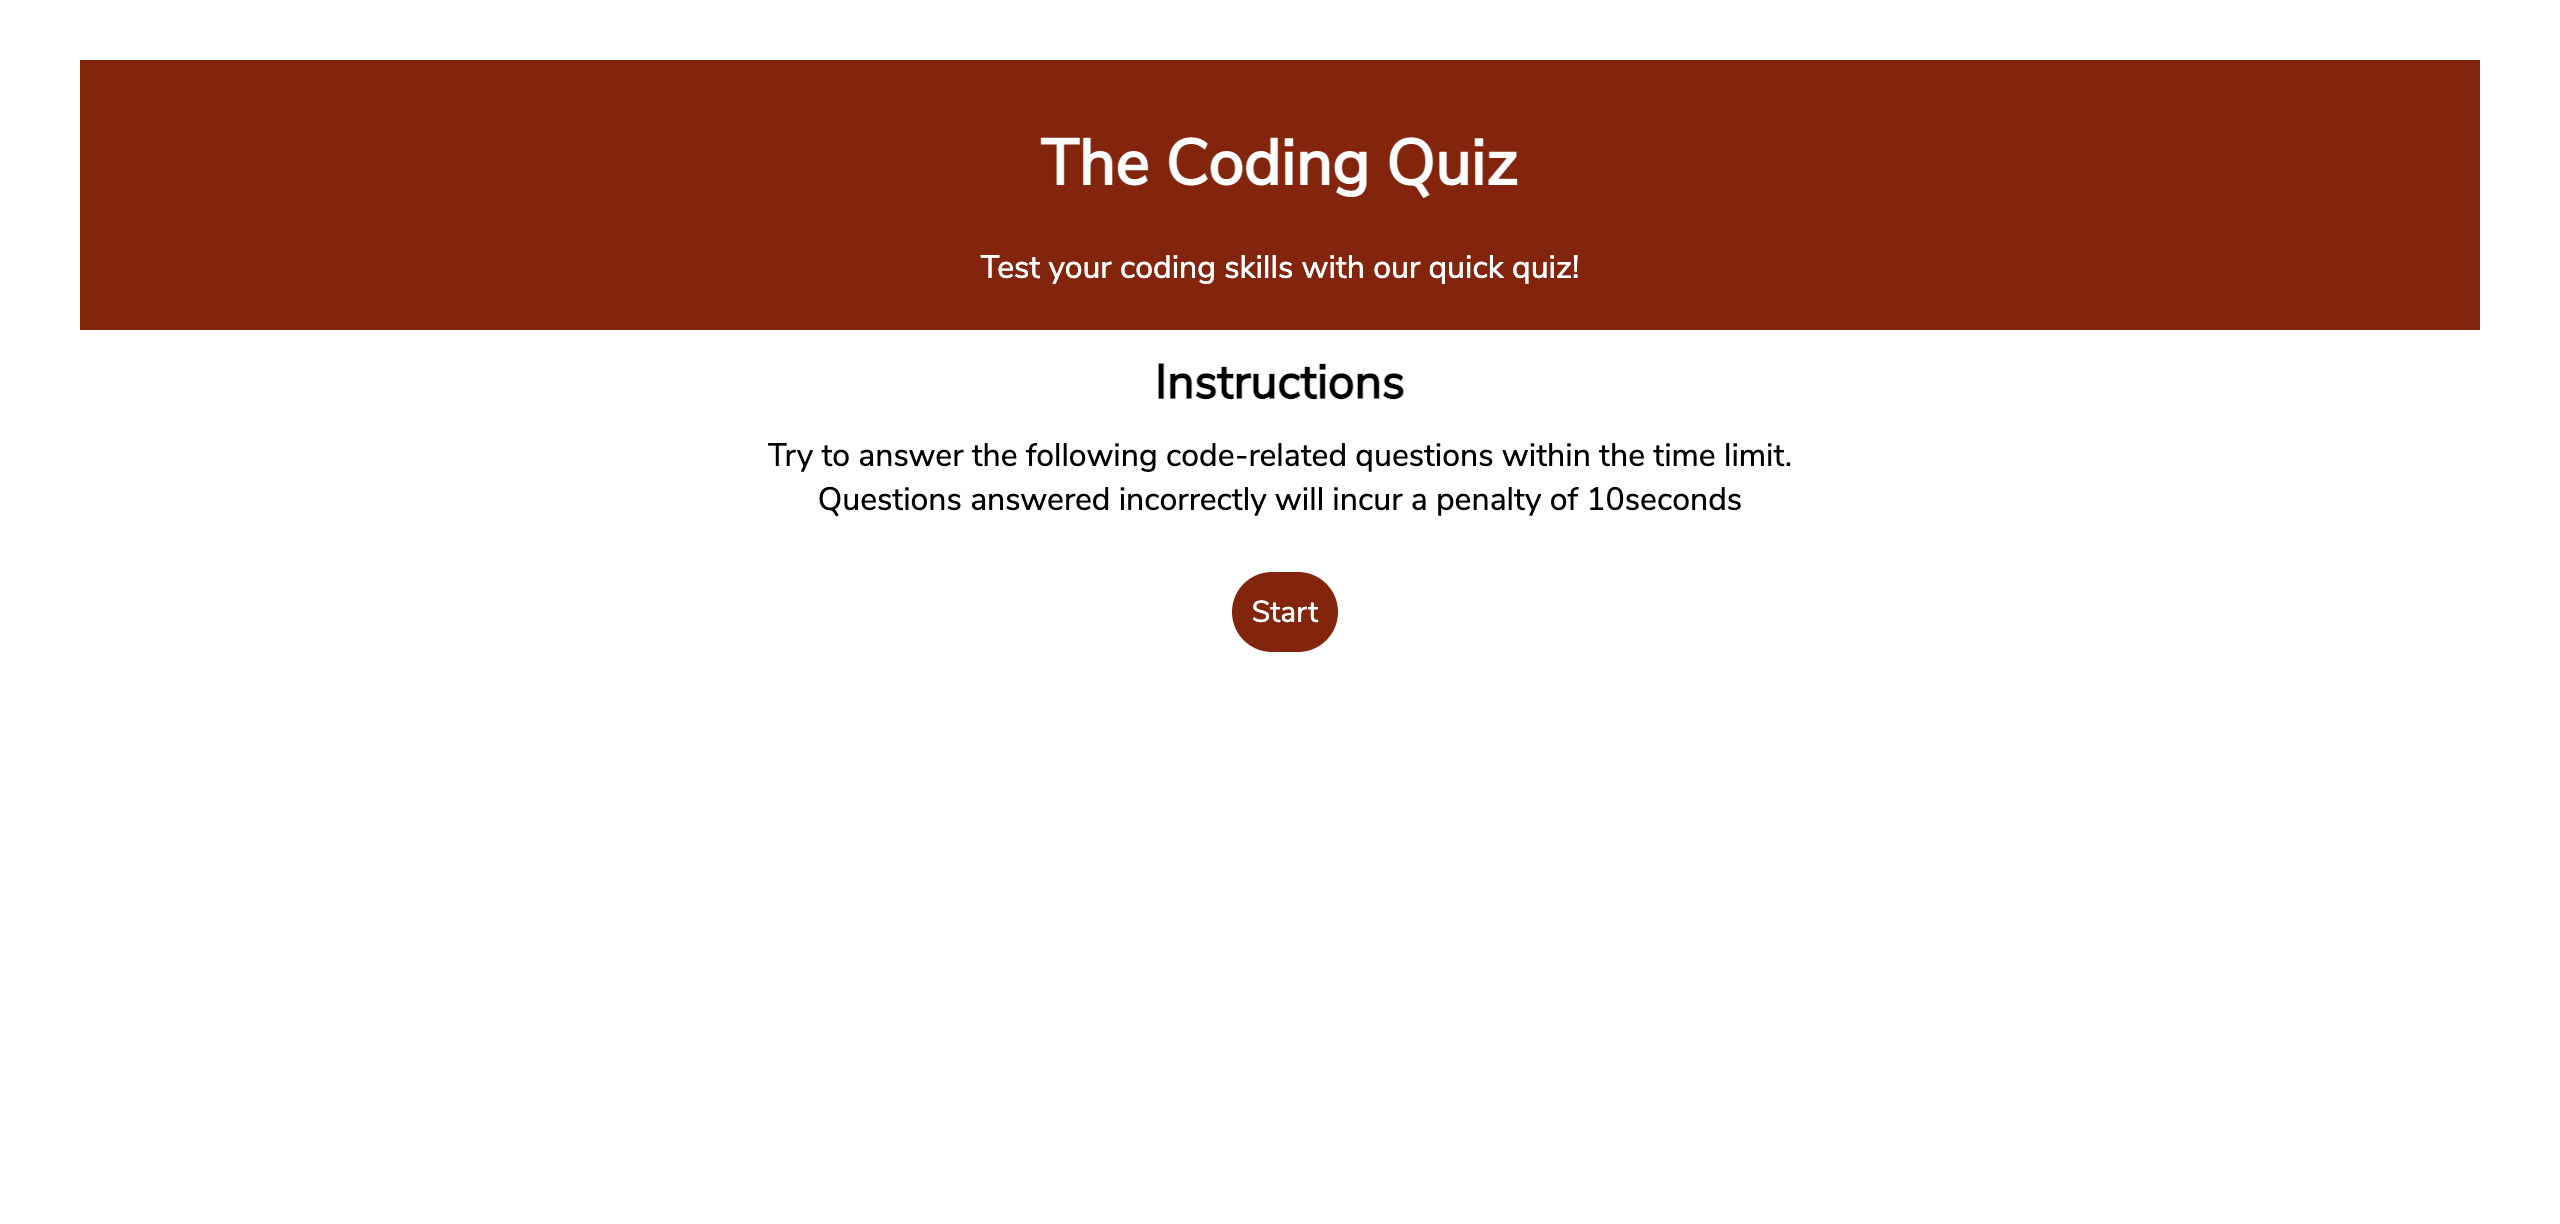 The Coding Quiz
Test your coding skills with our quick quiz!
Instructions
Try to answer the following code-related questions within the time limit.
Questions answered incorrectly will incur a penalty of 10seconds
Start